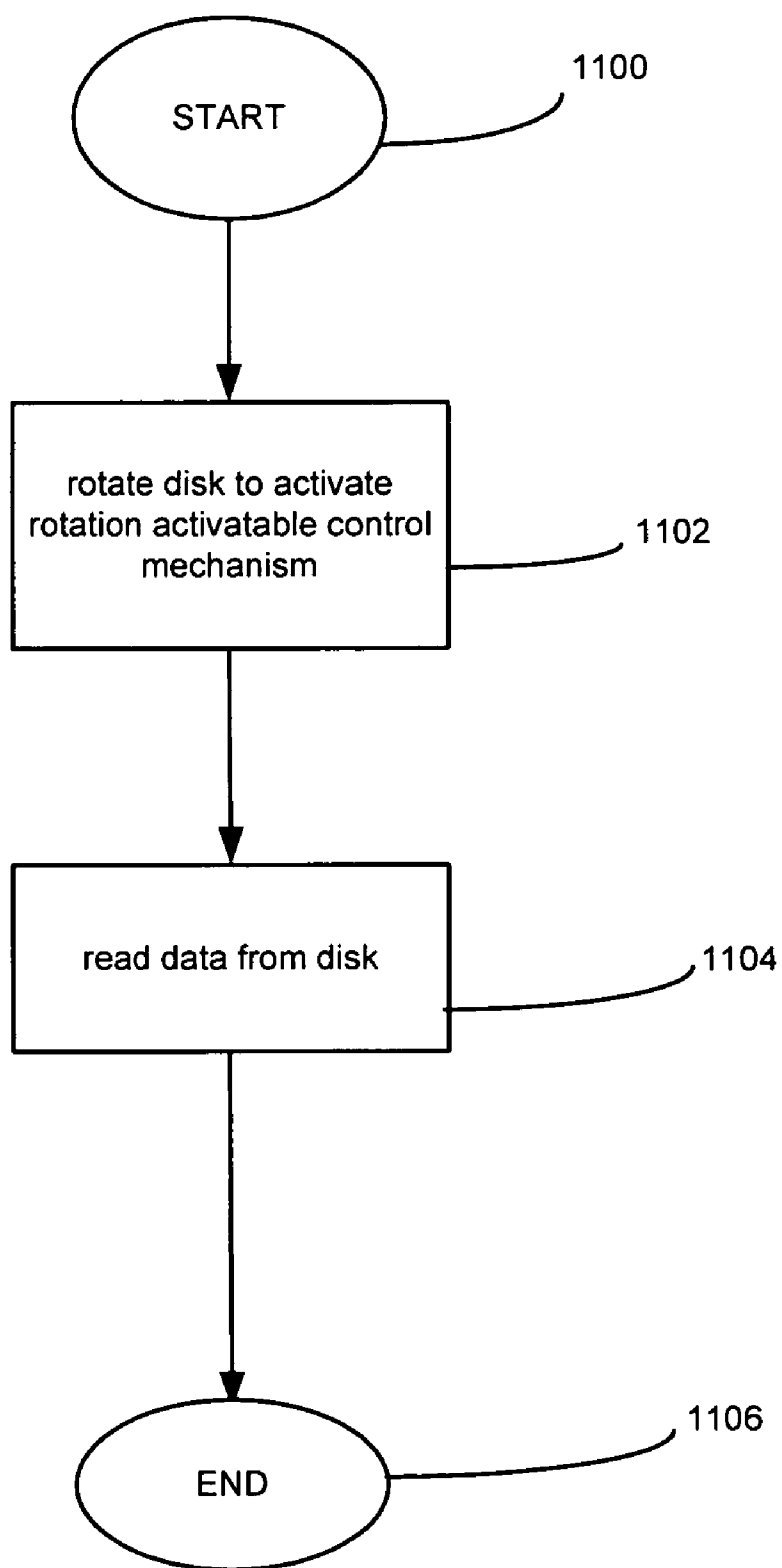 START
1100
rotate disk to activate
rotation activatable control
mechanism
1102
read data from disk
1104
END
1106